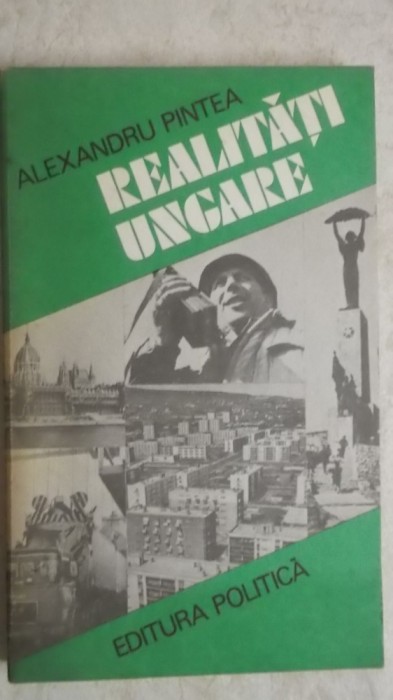 ALEXANDRU PINTEA
REALITĂȚI
UNGARE
EDITURA POLITICĂ